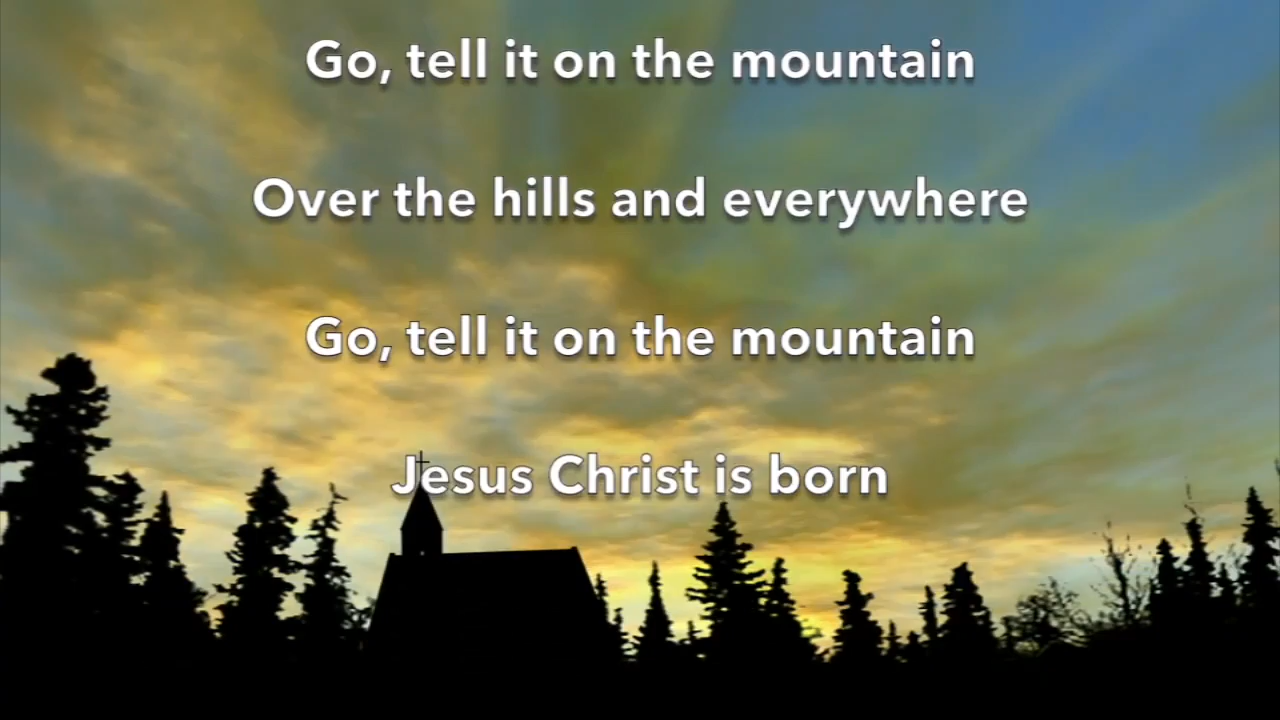 Go, tell it on the mountain
Over the hills and everywhere
Go, tell it on the mountain
Jesus Christ is born